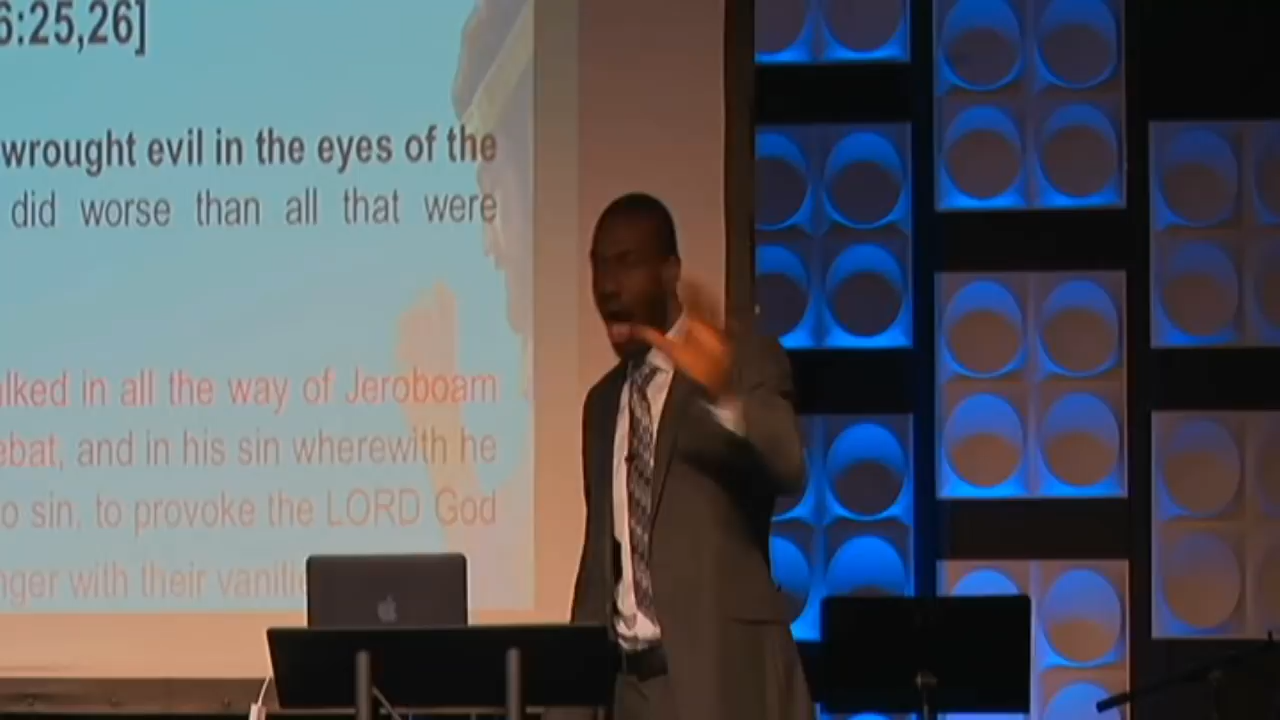 6:25,26]
wrought evil in the eyes of the
did worse than all that were
lked in all the way of Jeroboam
ebat, and in his sin wherewith he
o sin, to provoke the LORD God
nger with their vaniti